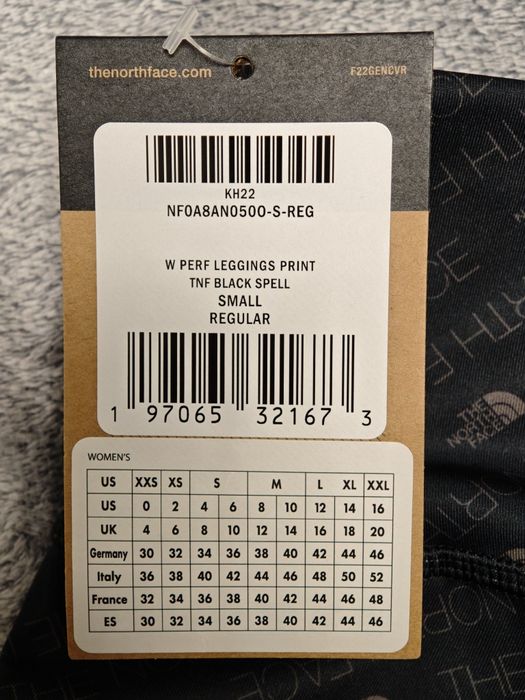 thenorthface.com
F22GENCVR
KH22
NF0A8AN0500-S-REG
W PERF LEGGINGS PRINT
TNF BLACK SPELL
SMALL
REGULAR
1 97065 32167 3
WOMEN'S
US XXS XS S M L XL XXL
US 0 2 4 6 8 10 12 14 16
UK 4 6 8 10 12 14 16 18 20
Germany 30 32 34 36 38 40 42 44 46
Italy 36 38 40 42 44 46 48 50 52
France 32 34 36 38 40 42 44 46 48
ES 30 32 34 36 38 40 42 44 46
THE
NORTH
FACE